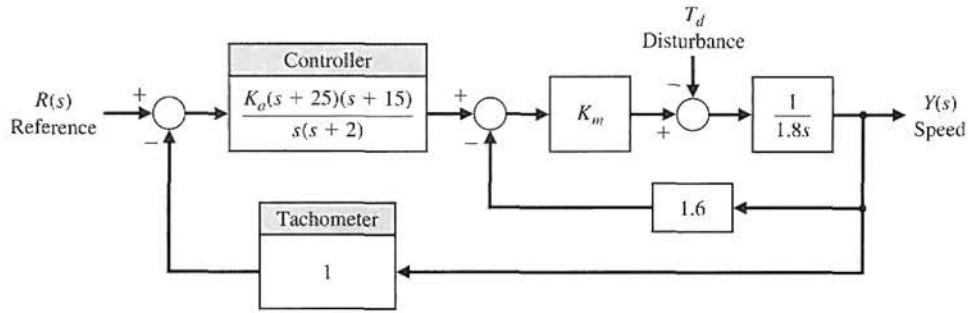 T_d
Disturbance
Controller
R(s)
Reference
+
−
K_a(s + 25)(s + 15)
s(s + 2)
+
−
K_m
−
+
1
1.8s
Y(s)
Speed
1.6
Tachometer
1